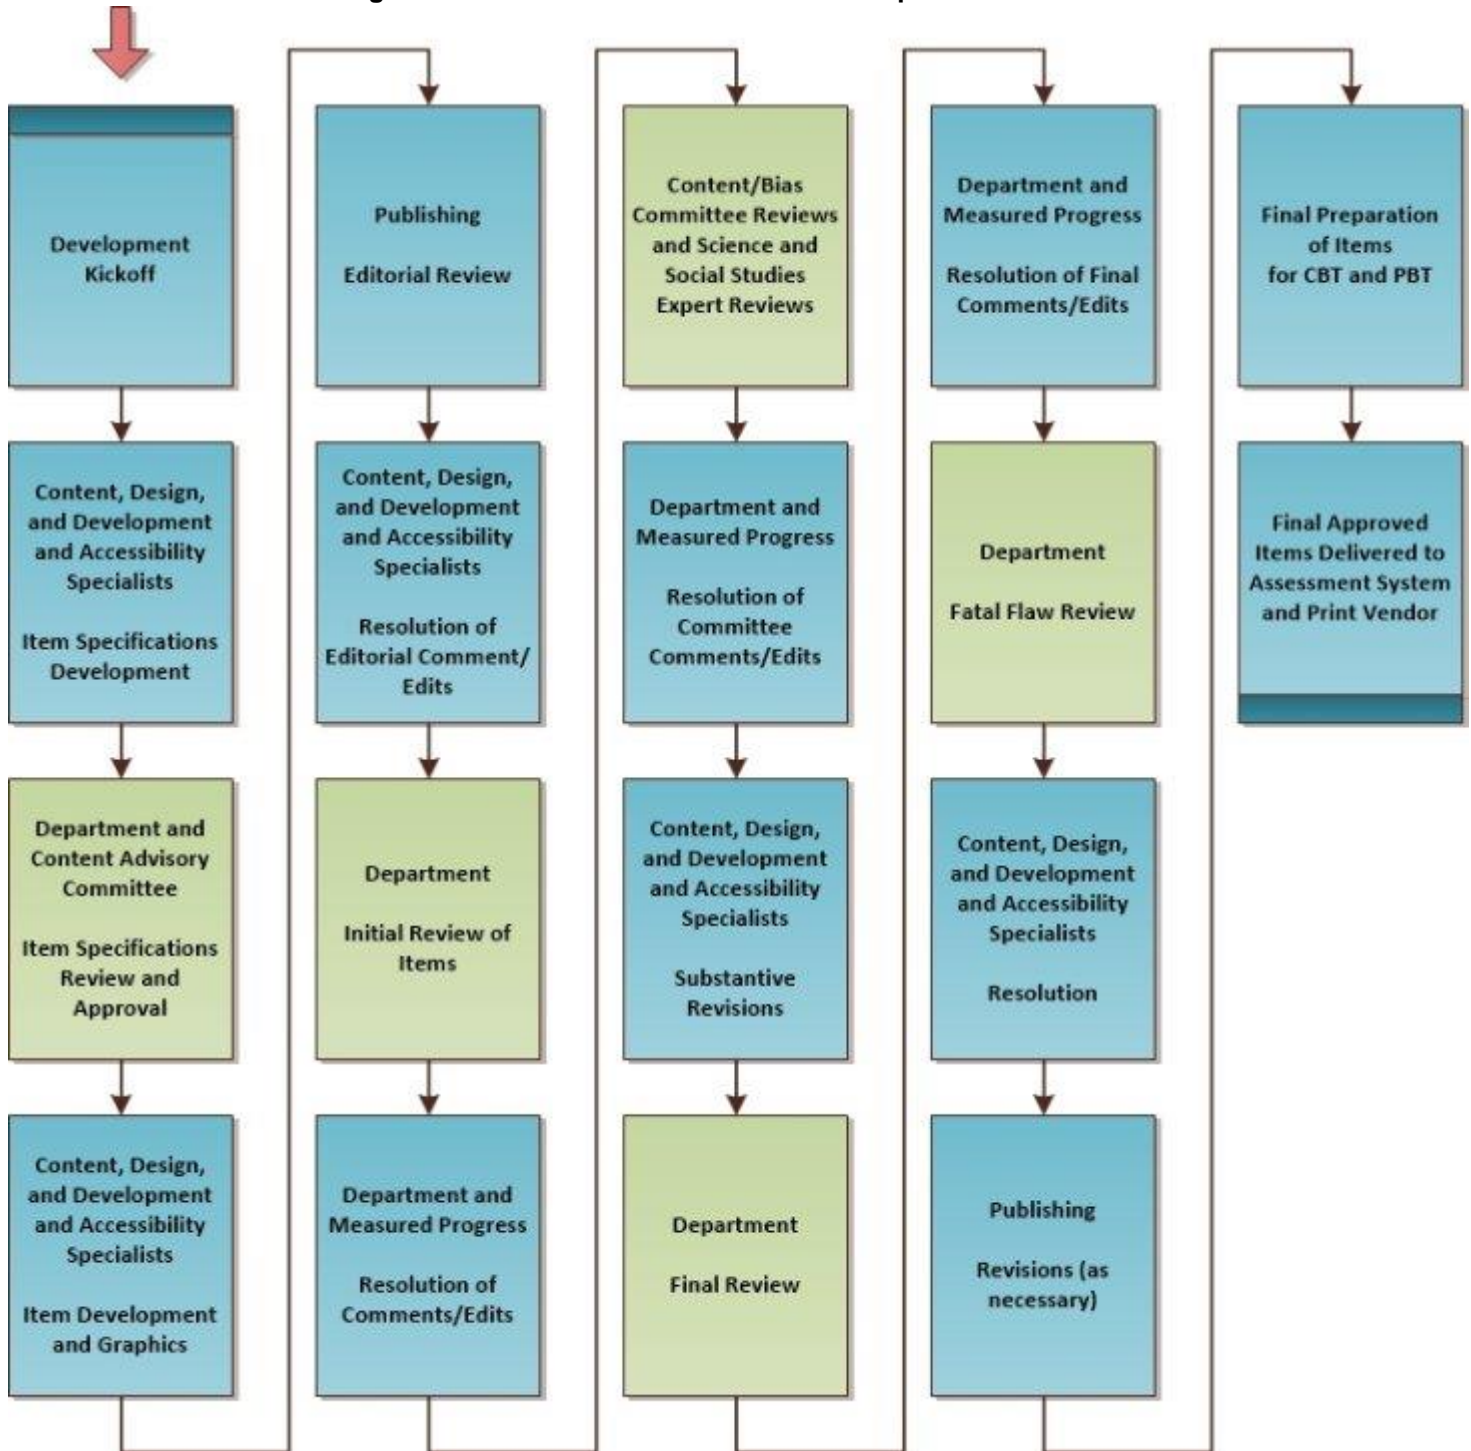 Development
Kickoff
Content, Design,
and Development
and Accessibility
Specialists
Item Specifications
Development
Department and
Content Advisory
Committee
Item Specifications
Review and
Approval
Content, Design,
and Development
and Accessibility
Specialists
Item Development
and Graphics
Publishing
Editorial Review
Content, Design,
and Development
and Accessibility
Specialists
Resolution of
Editorial Comment/
Edits
Department
Initial Review of
Items
Department and
Measured Progress
Resolution of
Comments/Edits
Content/Bias
Committee Reviews
and Science and
Social Studies
Expert Reviews
Department and
Measured Progress
Resolution of
Committee
Comments/Edits
Content, Design,
and Development
and Accessibility
Specialists
Substantive
Revisions
Department
Final Review
Department and
Measured Progress
Resolution of Final
Comments/Edits
Department
Fatal Flaw Review
Content, Design,
and Development
and Accessibility
Specialists
Resolution
Publishing
Revisions (as
necessary)
Final Preparation
of Items
for CBT and PBT
Final Approved
Items Delivered to
Assessment System
and Print Vendor